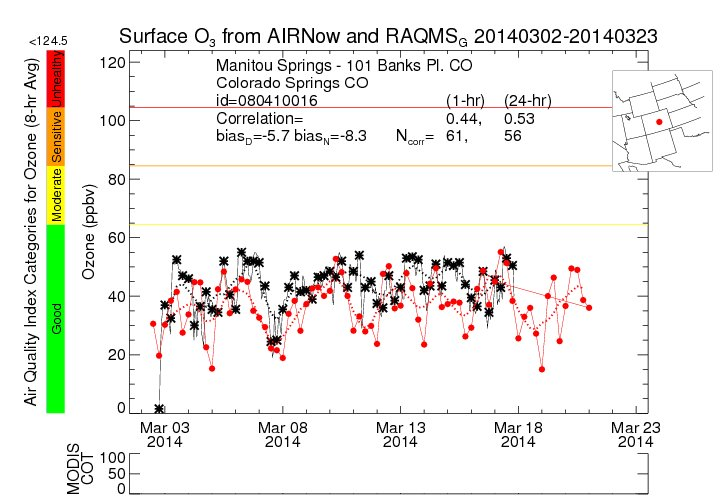 Surface O3 from AIRNow and RAQMSG 20140302-20140323
<124.5
Manitou Springs - 101 Banks Pl. CO
Colorado Springs CO
id=080410016 (1-hr) (24-hr)
Correlation= 0.44, 0.53
biasD=-5.7 biasN=-8.3 Ncorr= 61, 56
Air Quality Index Categories for Ozone (8-hr Avg)
Unhealthy
Sensitive
Moderate
Good
Ozone (ppbv)
120
100
80
60
40
20
0
Mar 03 Mar 08 Mar 13 Mar 18 Mar 23
2014 2014 2014 2014 2014
MODIS
COT
100
50
0